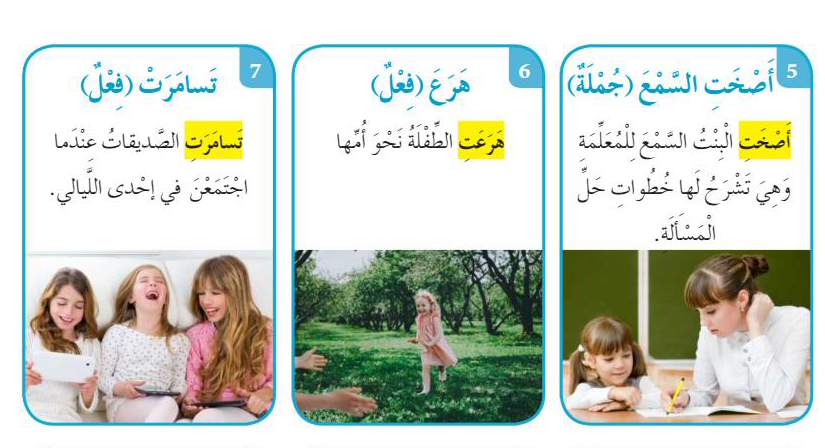 5
أَصْخَتِ السَّمْعَ (جُمْلَةٌ)
أَصْخَتِ الْبِنْتُ السَّمْعَ لِلْمُعَلِّمَةِ
وَهِيَ تَشْرَحُ لَها خُطُواتِ حَلِّ
الْمَسْأَلَةِ.
6
هَرَعَ (فِعْلٌ)
هَرَعَتِ الطِّفْلَةُ نَحْوَ أُمِّها
7
تَسامَرَتْ (فِعْلٌ)
تَسامَرَتِ الصَّديقاتُ عِنْدَما
اجْتَمَعْنَ في إِحْدى اللَّيالي.